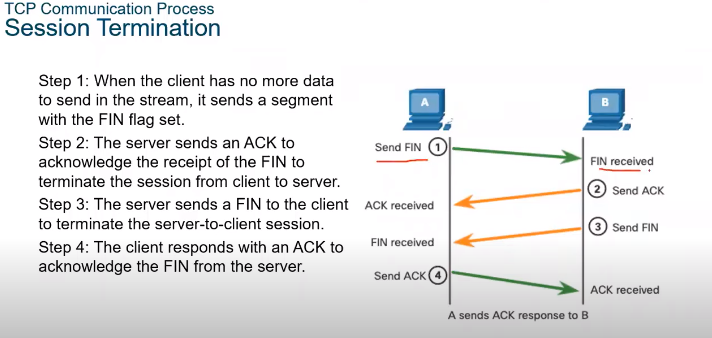 TCP Communication Process
Session Termination
Step 1: When the client has no more data
to send in the stream, it sends a segment
with the FIN flag set.
Step 2: The server sends an ACK to
acknowledge the receipt of the FIN to
terminate the session from client to server.
Step 3: The server sends a FIN to the client
to terminate the server-to-client session.
Step 4: The client responds with an ACK to
acknowledge the FIN from the server.
A
B
Send FIN 1
FIN received
2 Send ACK
ACK received
3 Send FIN
FIN received
Send ACK 4
ACK received
A sends ACK response to B